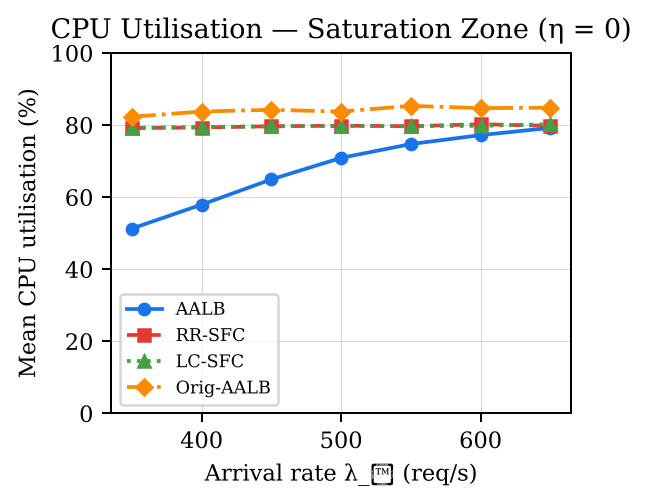 CPU Utilisation — Saturation Zone (η = 0)
Mean CPU utilisation (%)
100
80
60
40
20
0
AALB
RR-SFC
LC-SFC
Orig-AALB
400 500 600
Arrival rate λ_™ (req/s)